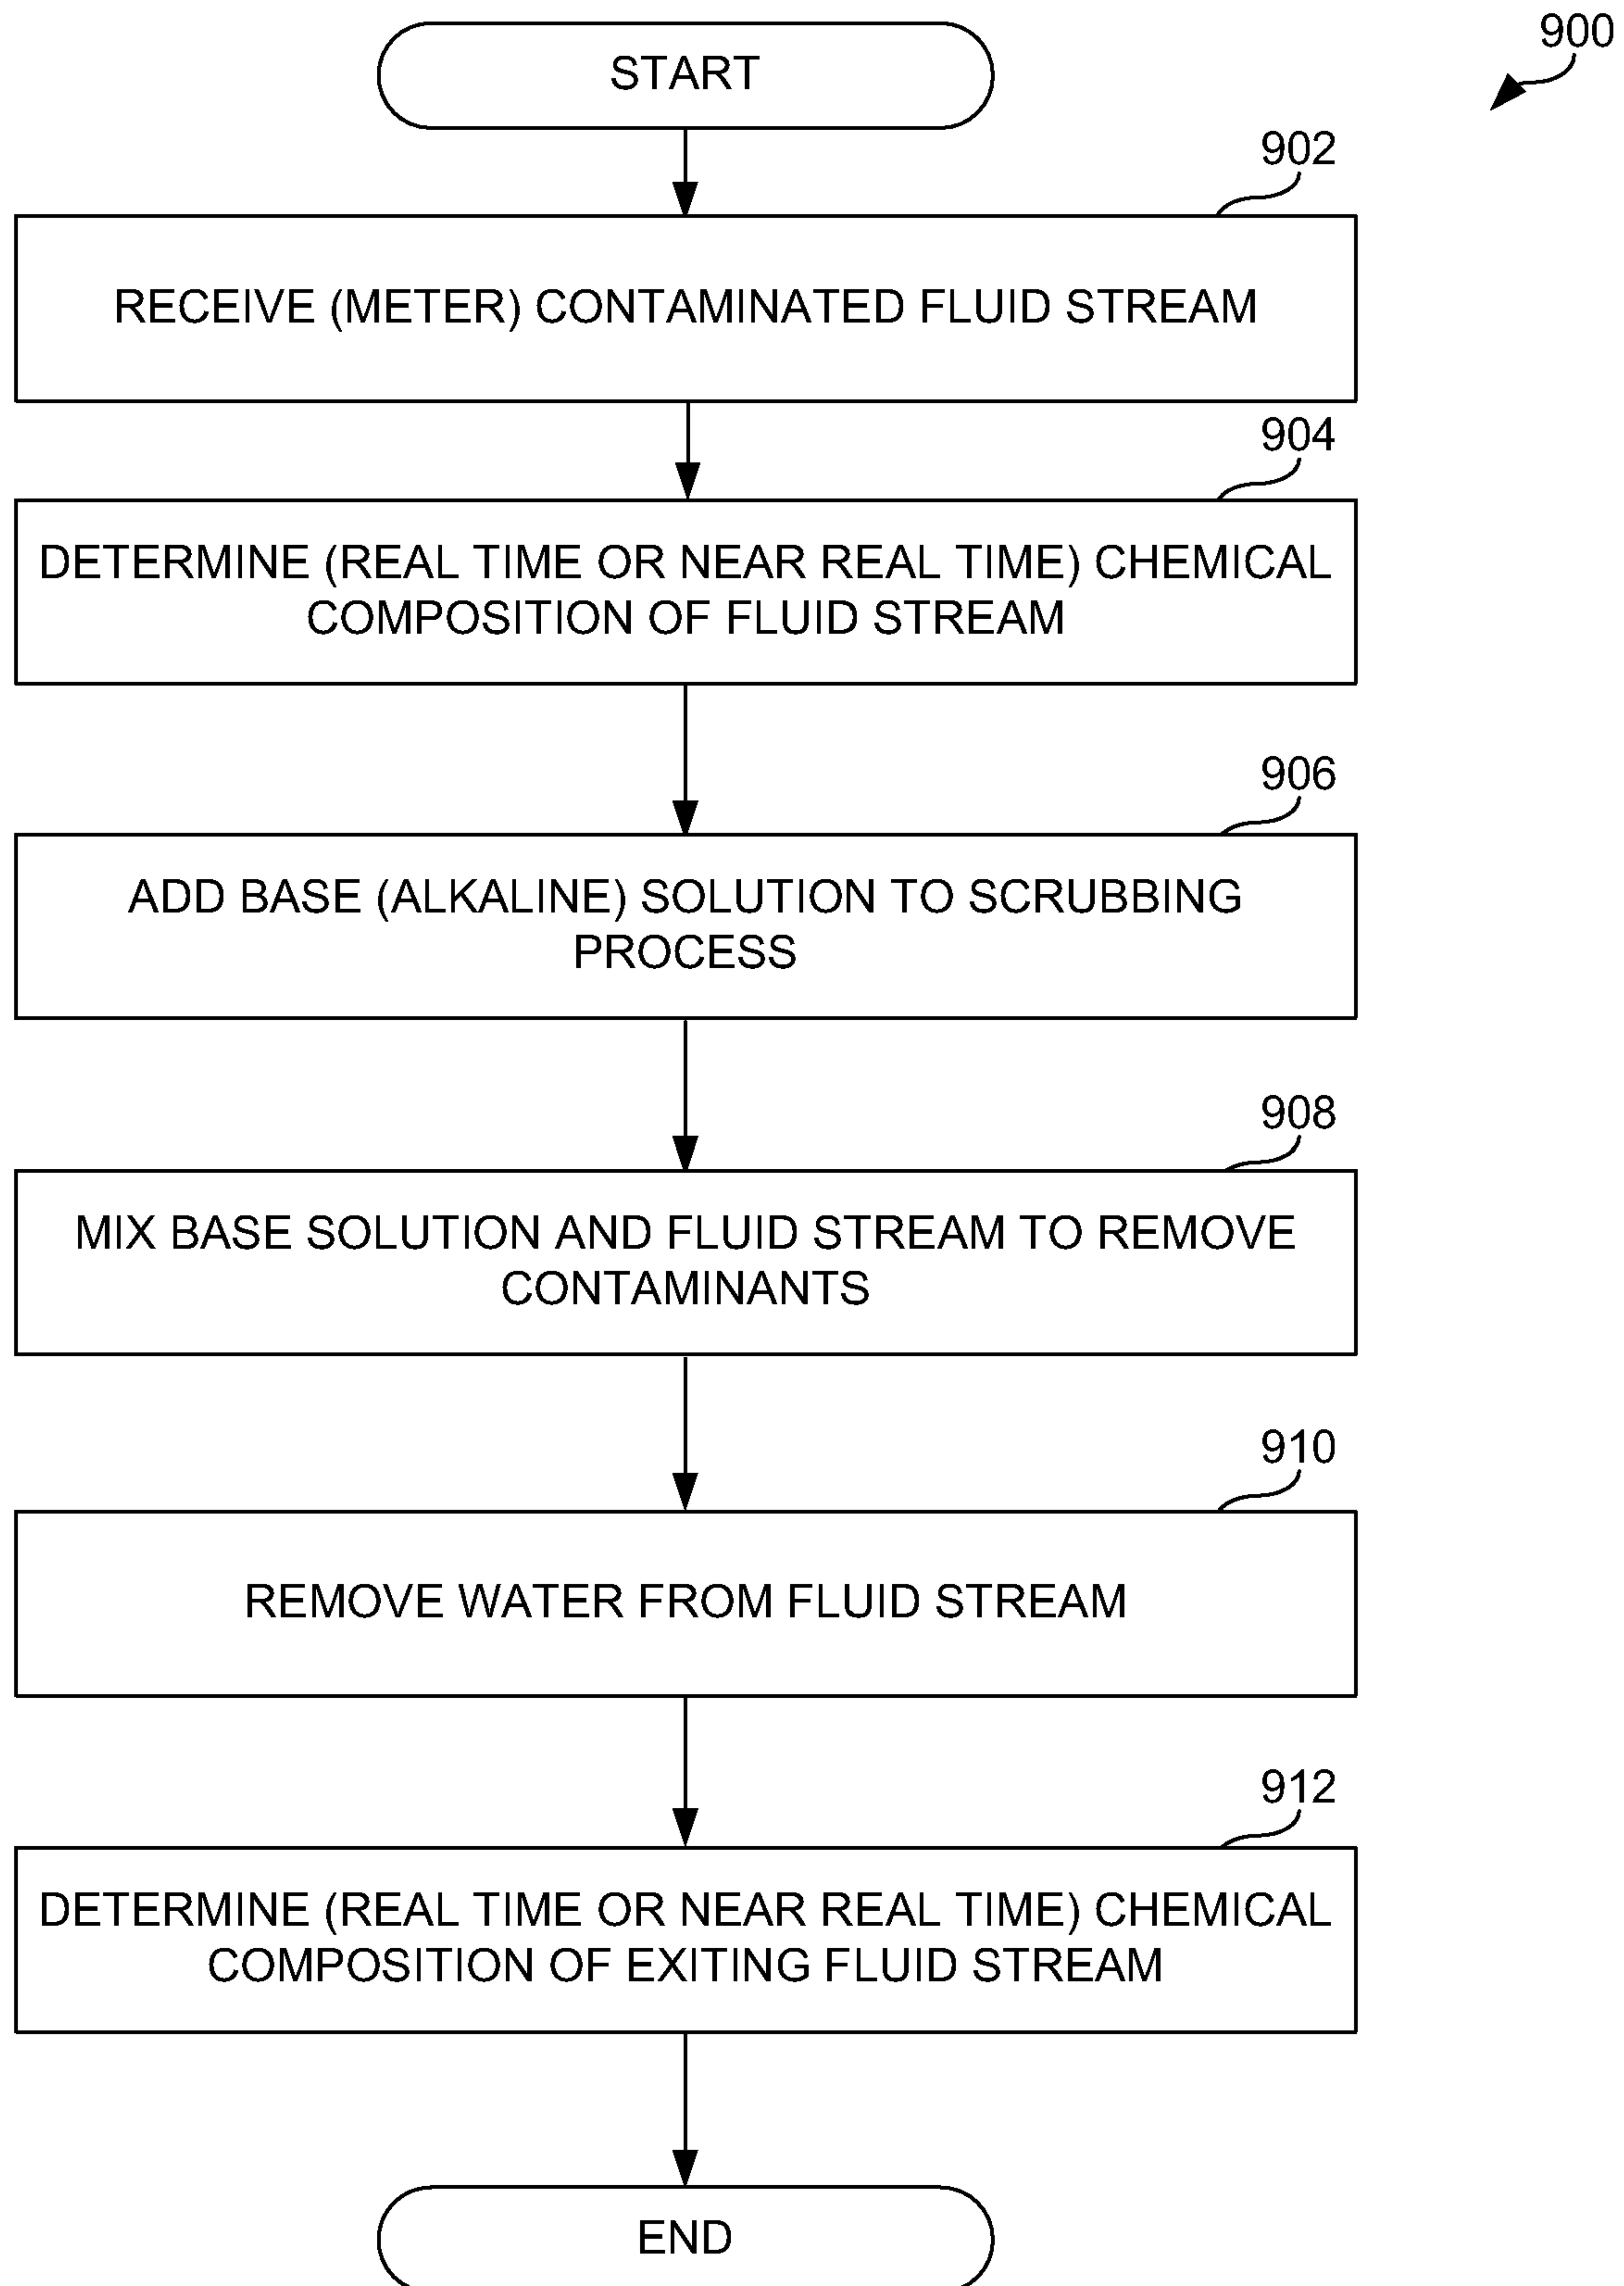 900
START
902
RECEIVE (METER) CONTAMINATED FLUID STREAM
904
DETERMINE (REAL TIME OR NEAR REAL TIME) CHEMICAL
COMPOSITION OF FLUID STREAM
906
ADD BASE (ALKALINE) SOLUTION TO SCRUBBING
PROCESS
908
MIX BASE SOLUTION AND FLUID STREAM TO REMOVE
CONTAMINANTS
910
REMOVE WATER FROM FLUID STREAM
912
DETERMINE (REAL TIME OR NEAR REAL TIME) CHEMICAL
COMPOSITION OF EXITING FLUID STREAM
END